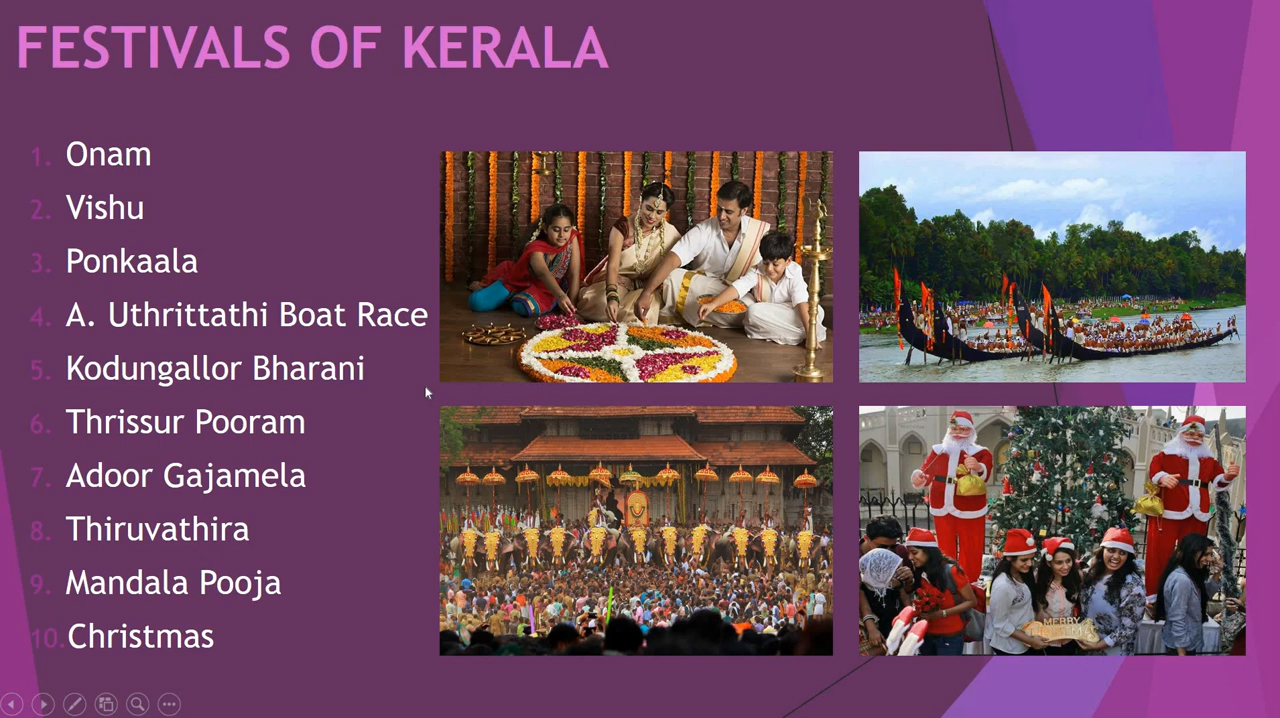 FESTIVALS OF KERALA
1. Onam
2. Vishu
3. Ponkaala
4. A. Uthrittathi Boat Race
5. Kodungallor Bharani
6. Thrissur Pooram
7. Adoor Gajamela
8. Thiruvathira
9. Mandala Pooja
10. Christmas
MERRY